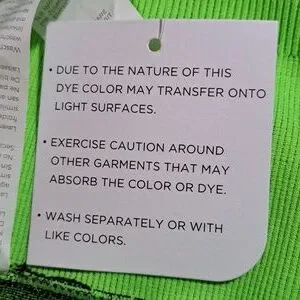 • DUE TO THE NATURE OF THIS
DYE COLOR MAY TRANSFER ONTO
LIGHT SURFACES.
• EXERCISE CAUTION AROUND
OTHER GARMENTS THAT MAY
ABSORB THE COLOR OR DYE.
• WASH SEPARATELY OR WITH
LIKE COLORS.